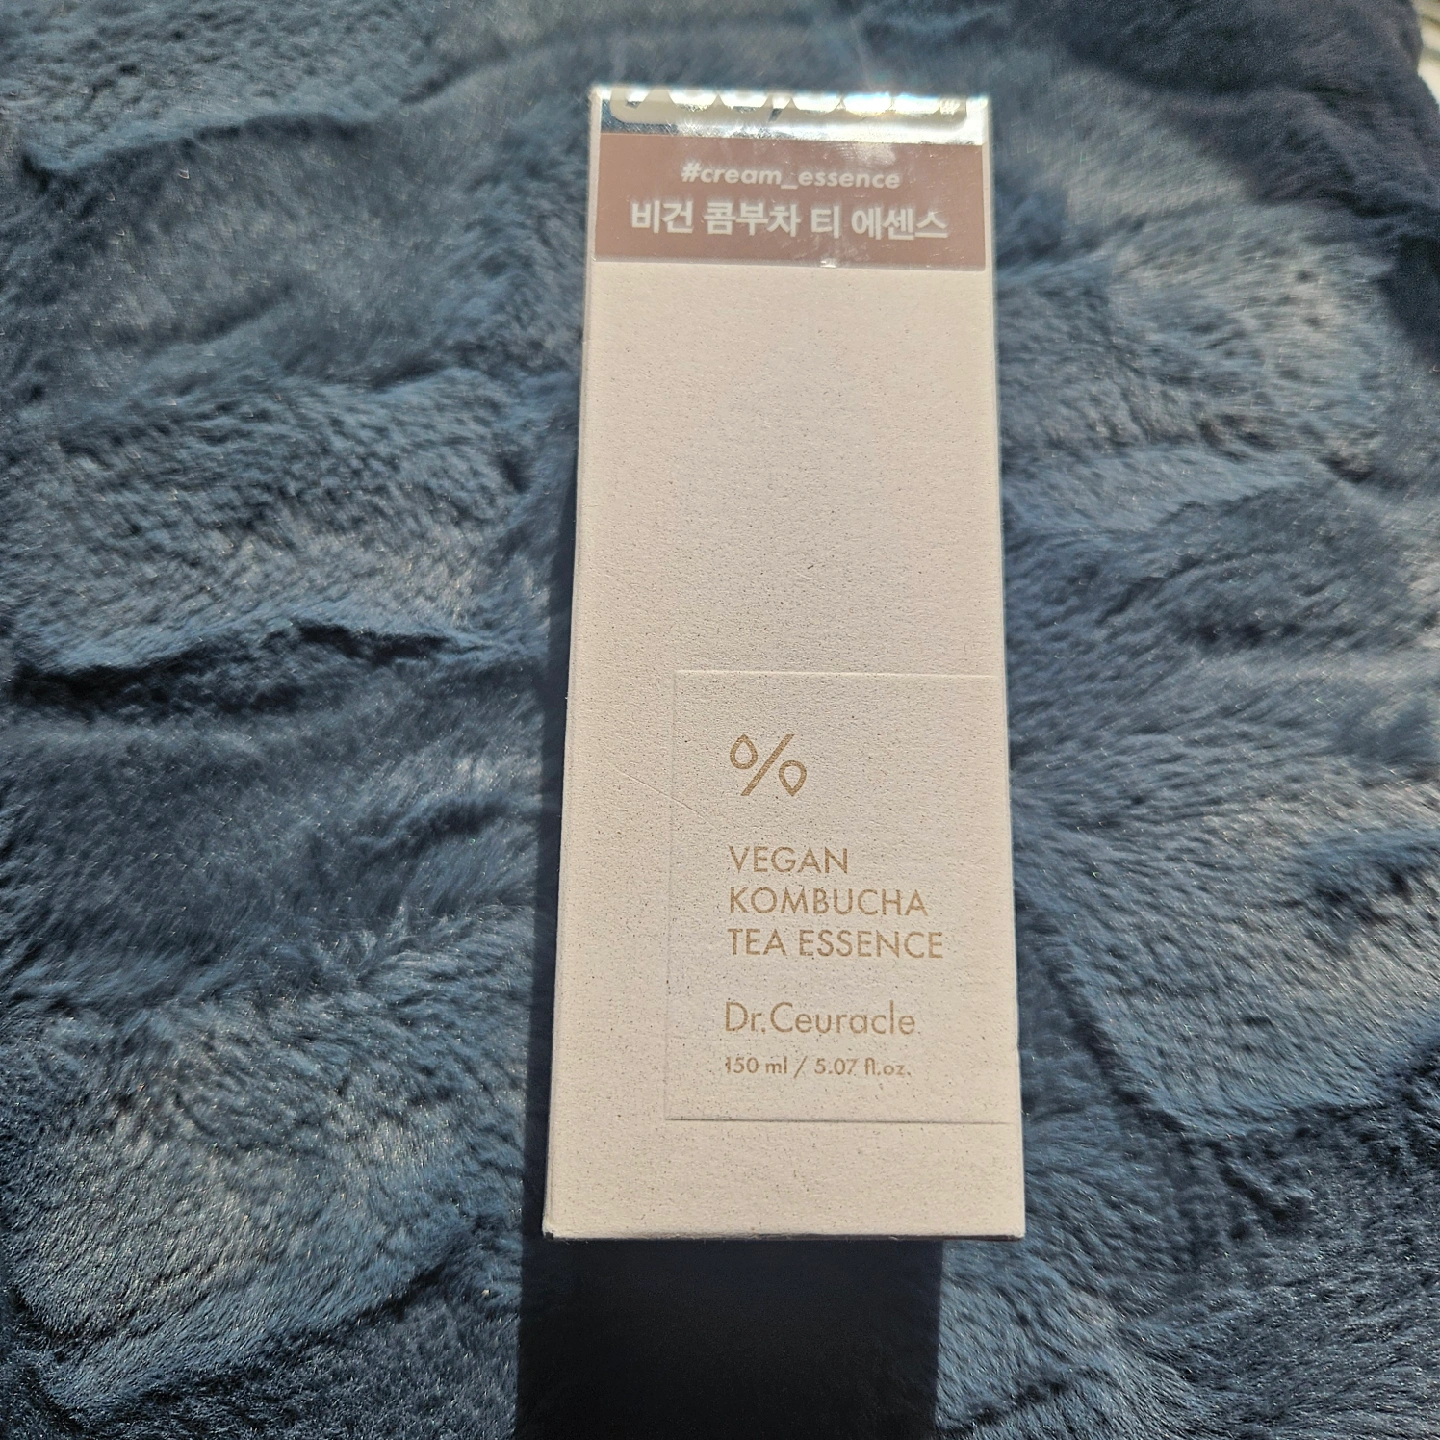 #cream_essence
비건 콤부차 티 에센스
%
VEGAN
KOMBUCHA
TEA ESSENCE
Dr.Ceuracle
150 ml / 5.07 fl.oz.